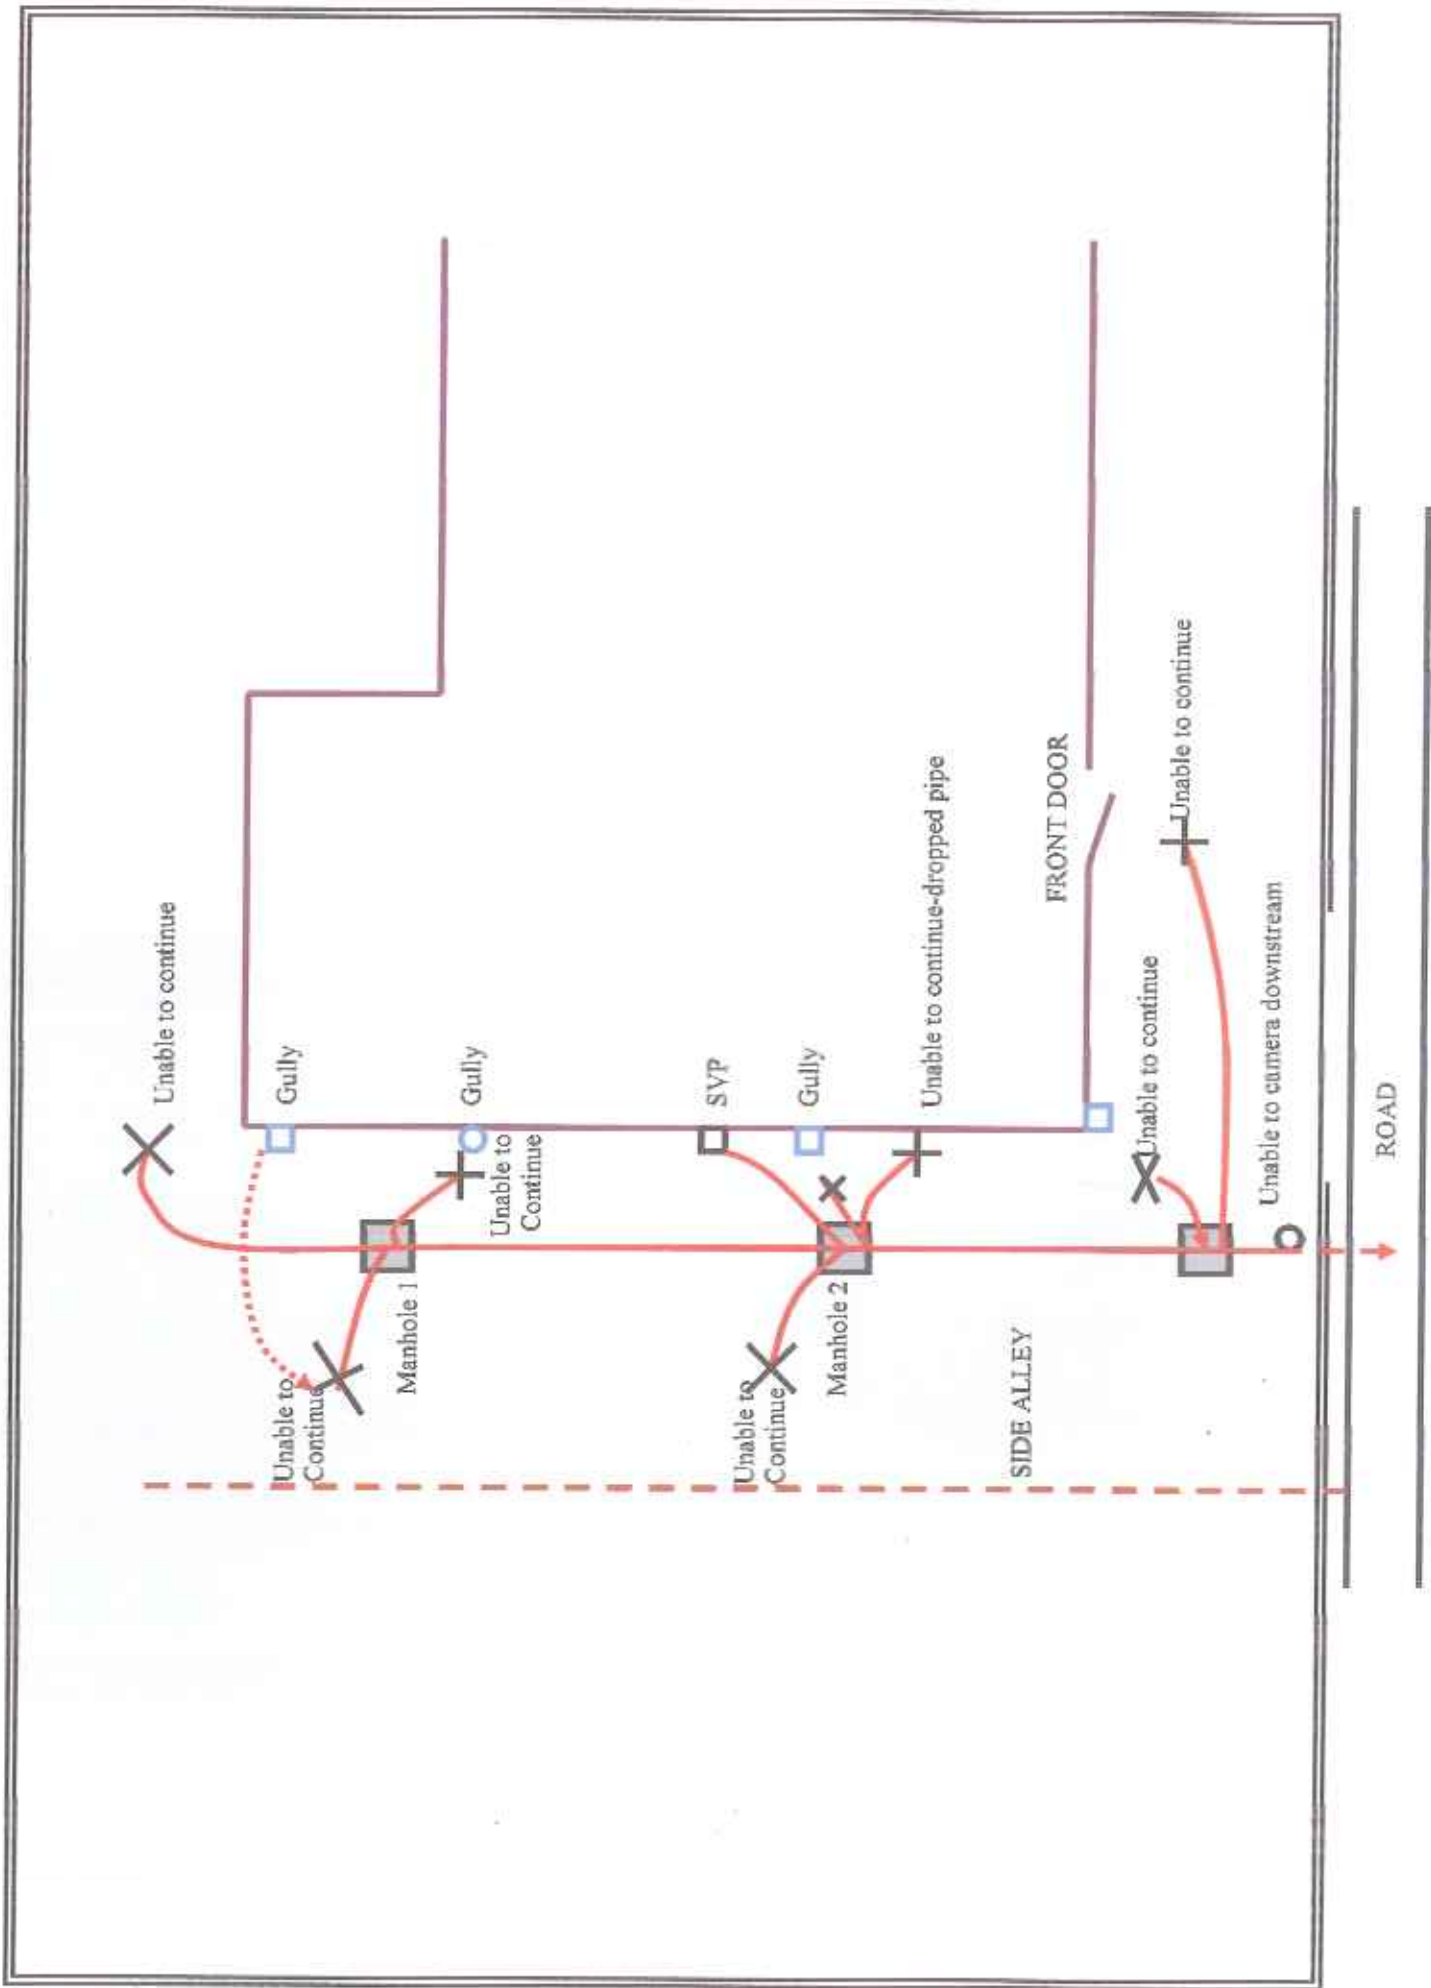 Unable to continue
Gully
Gully
Unable to
Continue
Unable to
Continue
Manhole 1
SVP
Gully
Unable to
Continue
Manhole 2
Unable to continue-dropped pipe
SIDE ALLEY
FRONT DOOR
Unable to continue
Unable to continue
Unable to camera downstream
ROAD